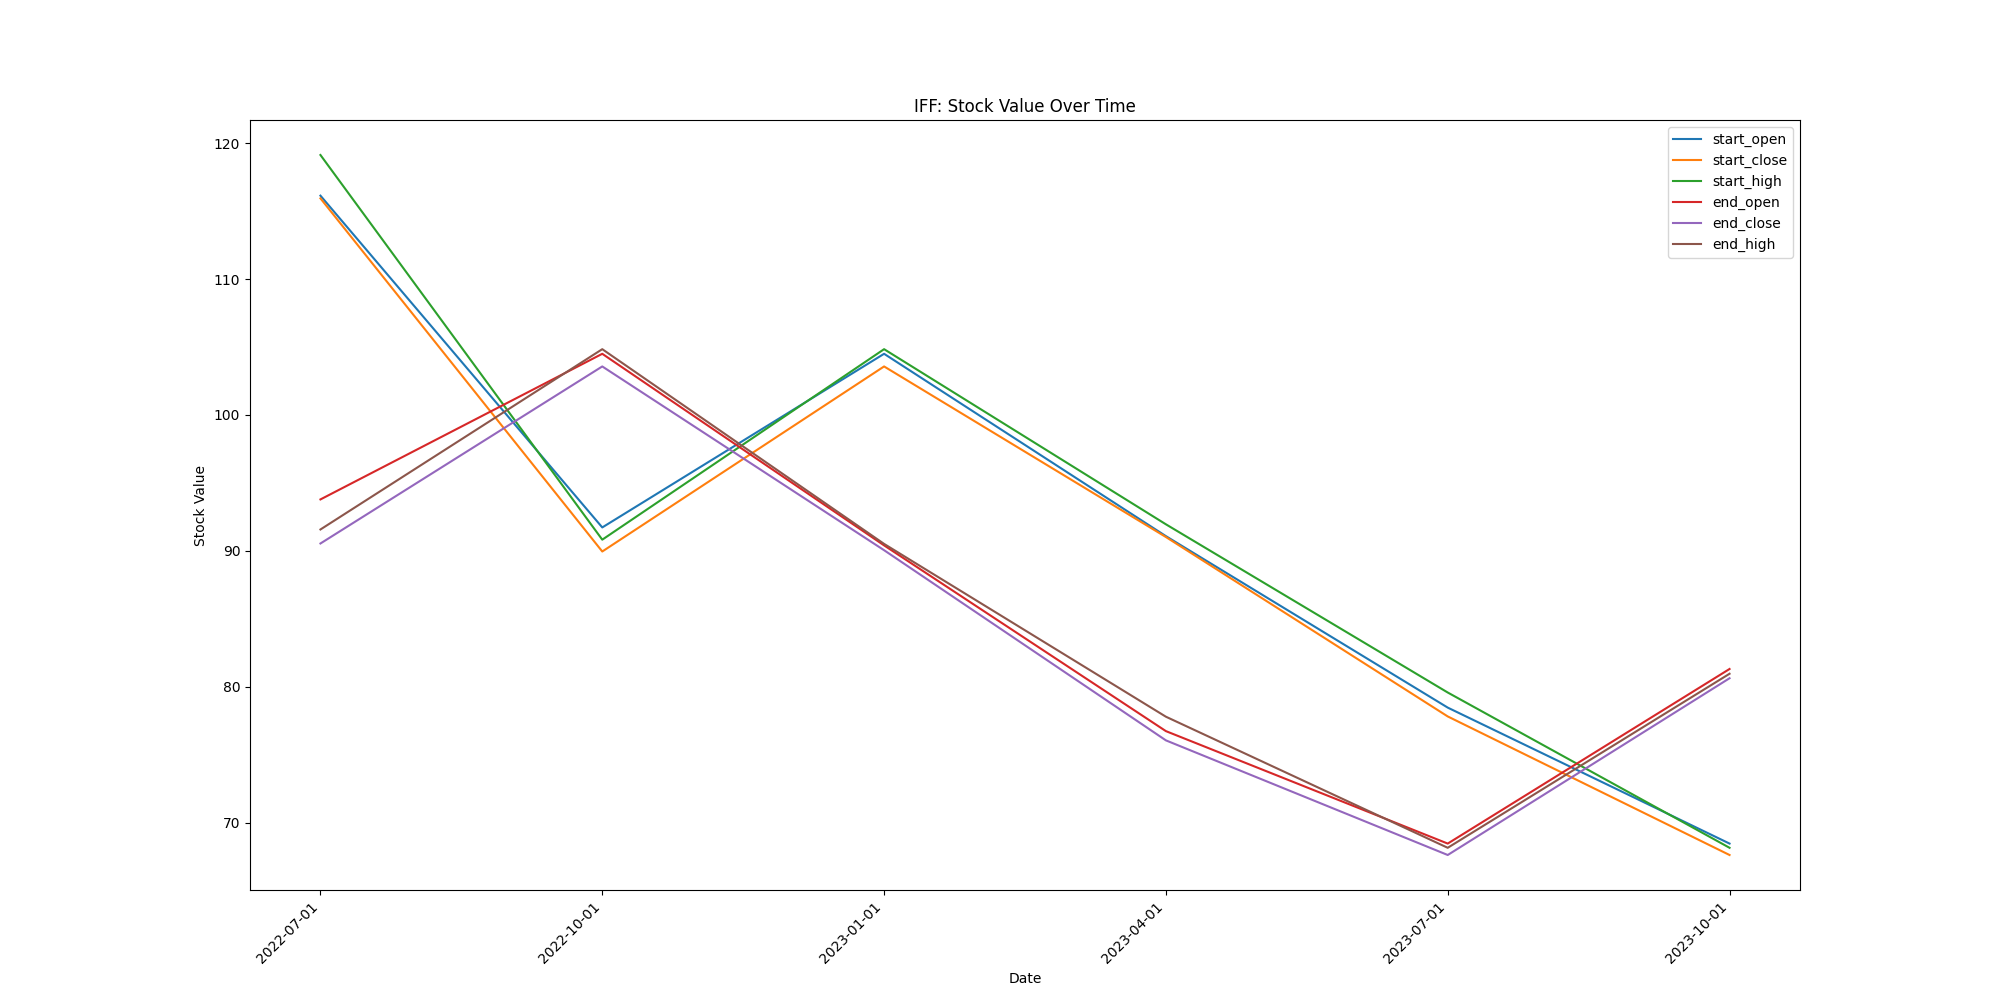 IFF: Stock Value Over Time
start_open
start_close
start_high
end_open
end_close
end_high
Stock Value
120
110
100
90
80
70
2022-07-01
2022-10-01
2023-01-01
2023-04-01
2023-07-01
2023-10-01
Date